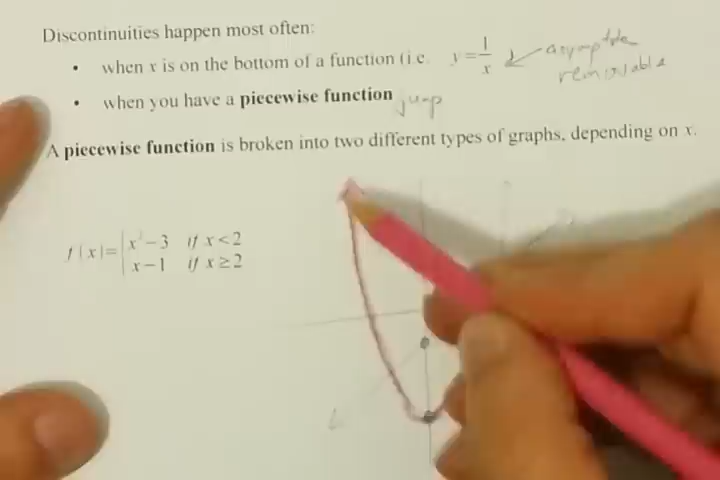 Discontinuities happen most often:
• when x is on the bottom of a function (i e. y = 1/x ) asymptote
removable
• when you have a piecewise function jump
A piecewise function is broken into two different types of graphs, depending on x.
f(x)= | x² − 3 if x < 2
| x − 1 if x ≥ 2